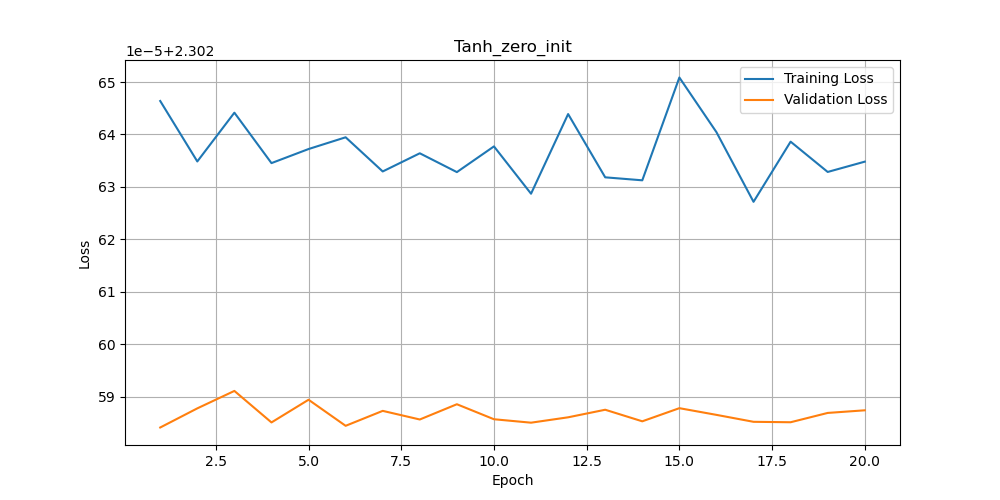 Tanh_zero_init
1e−5+2.302
65
64
63
62
61
60
59
Loss
Training Loss
Validation Loss
2.5 5.0 7.5 10.0 12.5 15.0 17.5 20.0
Epoch